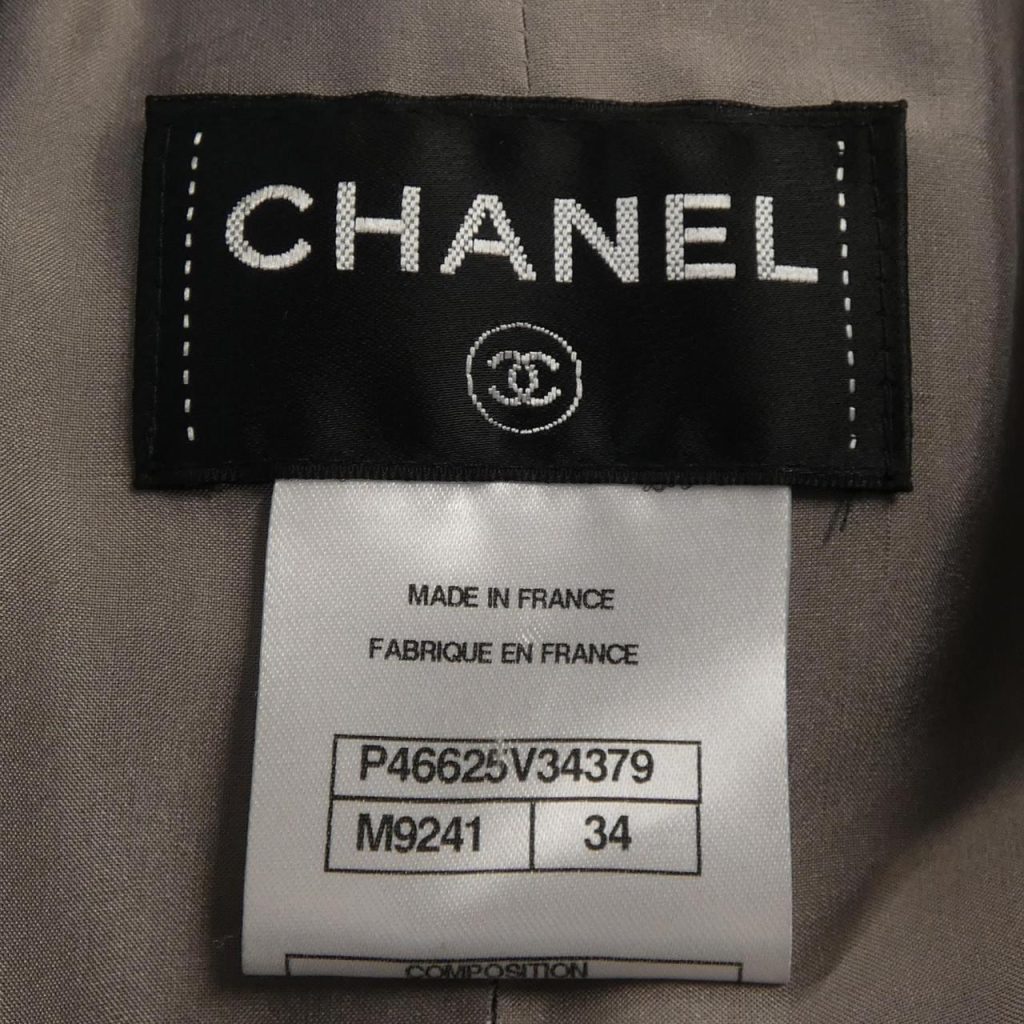 CHANEL
MADE IN FRANCE
FABRIQUE EN FRANCE
P46625V34379
M9241 34
COMPOSITION